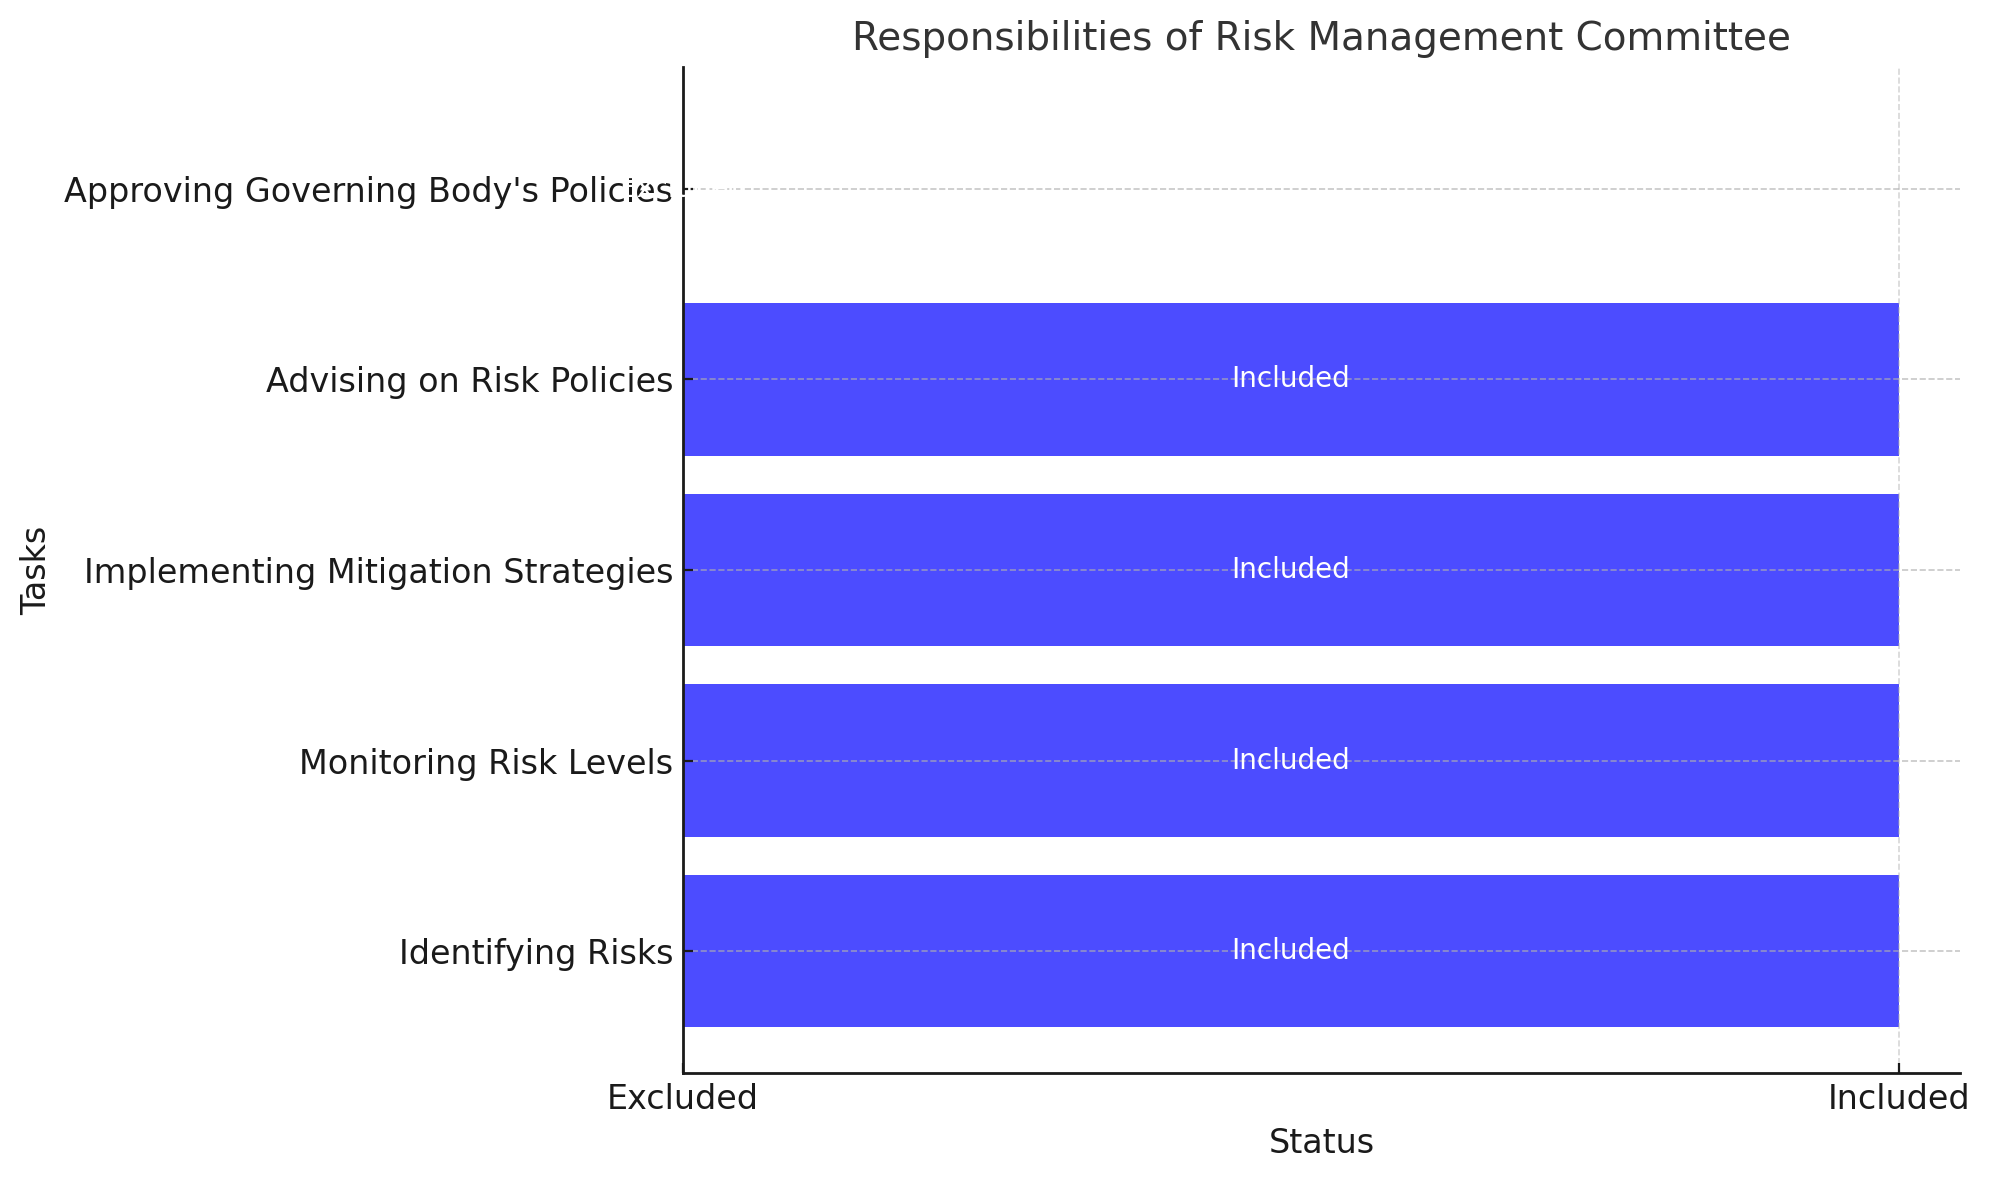 Responsibilities of Risk Management Committee
Approving Governing Body's Policies
Advising on Risk Policies
Included
Implementing Mitigation Strategies
Included
Monitoring Risk Levels
Included
Identifying Risks
Included
Tasks
Excluded
Included
Status